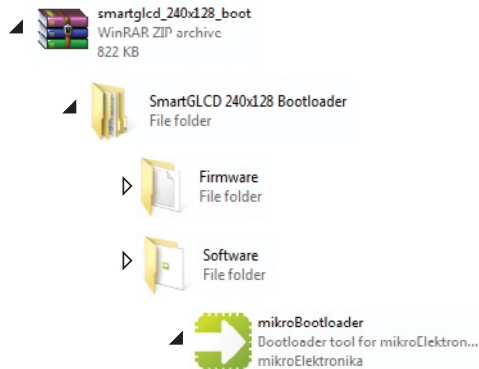 smartglcd_240x128_boot
WinRAR ZIP archive
822 KB
SmartGLCD 240x128 Bootloader
File folder
Firmware
File folder
Software
File folder
mikroBootloader
Bootloader tool for mikroElektron...
mikroElektronika